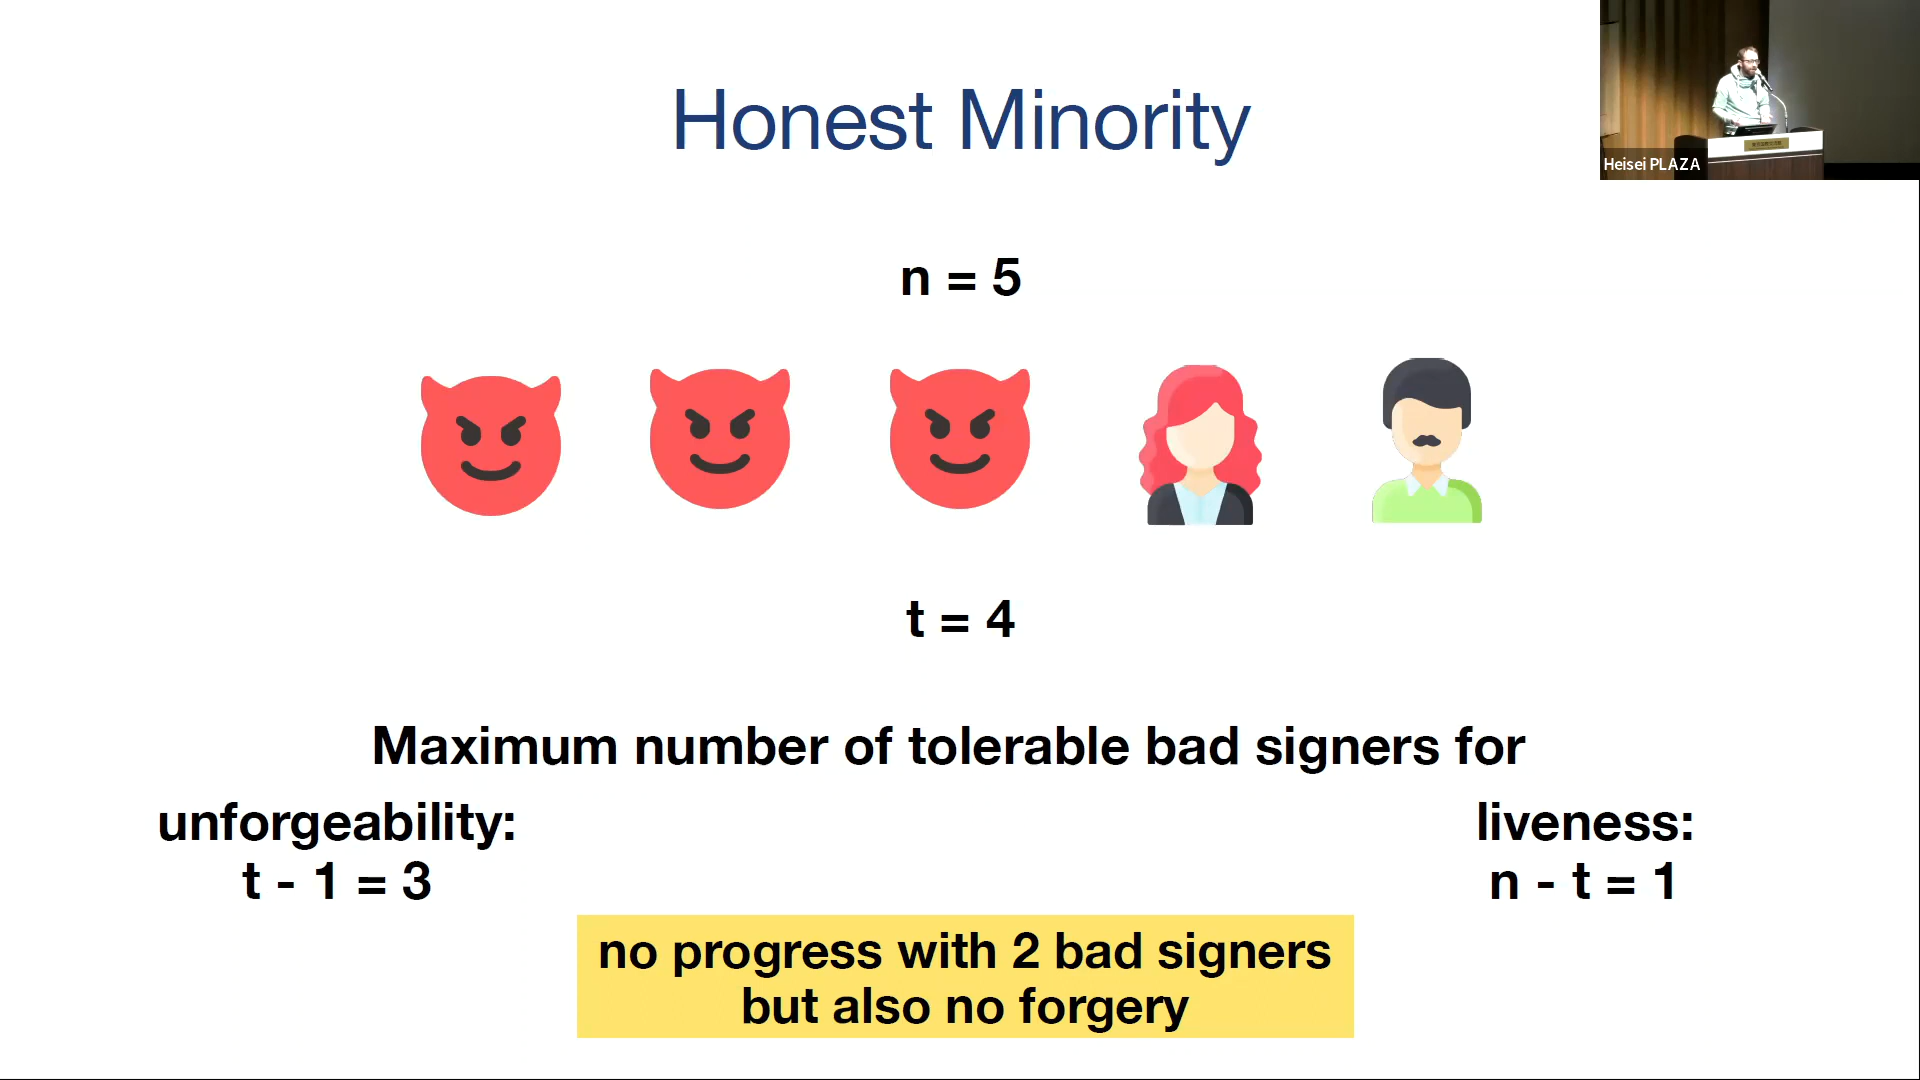 Honest Minority
Heisei PLAZA
n = 5
t = 4
Maximum number of tolerable bad signers for
unforgeability:
t - 1 = 3
liveness:
n - t = 1
no progress with 2 bad signers
but also no forgery